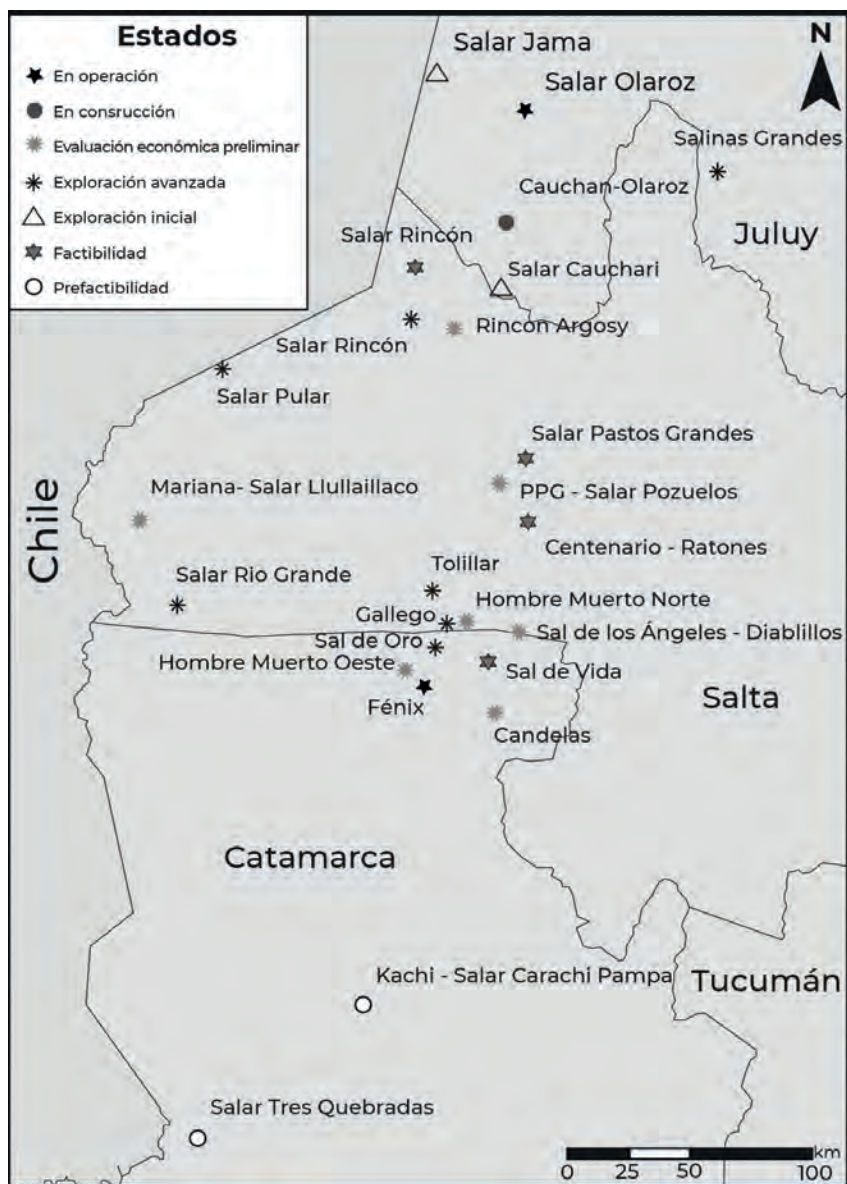 Estados
En operación
En consrucción
Evaluación económica preliminar
Exploración avanzada
Exploración inicial
Factibilidad
Prefactibilidad
N
Salar Jama
Salar Olaroz
Salinas Grandes
Cauchan-Olaroz
Juluy
Salar Rincón
Salar Cauchari
Rincon Argosy
Salar Rincón
Salar Pular
Salar Pastos Grandes
Chile
Mariana- Salar Llullaillaco
PPG - Salar Pozuelos
Centenario - Ratones
Tolillar
Salar Rio Grande
Hombre Muerto Norte
Gallego
Sal de los Ángeles - Diablillos
Sal de Oro
Hombre Muerto Oeste
Sal de Vida
Salta
Fénix
Candelas
Catamarca
Kachi - Salar Carachi Pampa
Tucumán
Salar Tres Quebradas
km
0 25 50 100